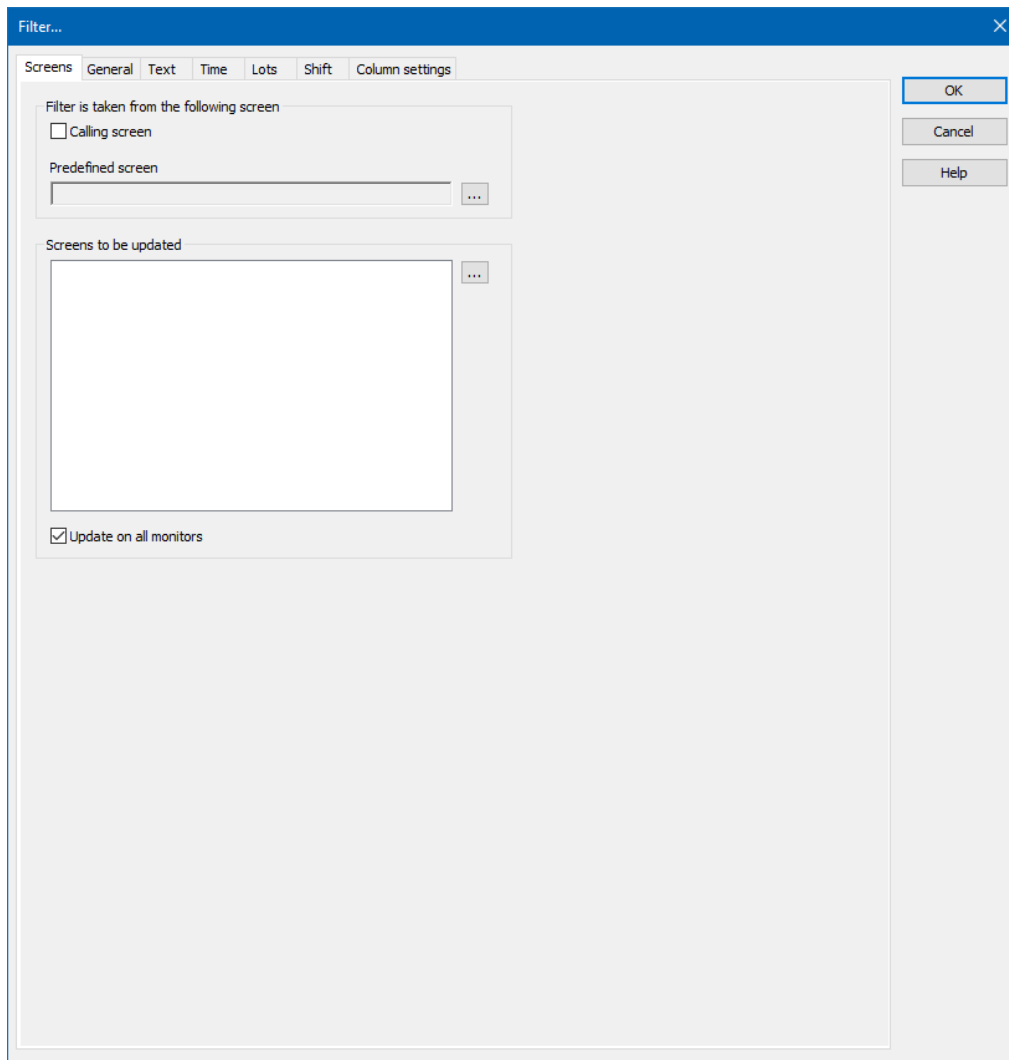 Filter...
Screens General Text Time Lots Shift Column settings
OK
Cancel
Help
Filter is taken from the following screen
Calling screen
Predefined screen
...
Screens to be updated
...
Update on all monitors